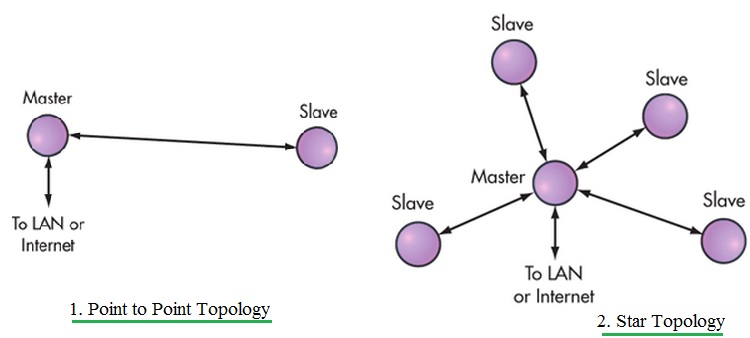 Master
Slave
To LAN or
Internet
1. Point to Point Topology
Slave
Slave
Master
Slave
Slave
To LAN
or Internet
2. Star Topology